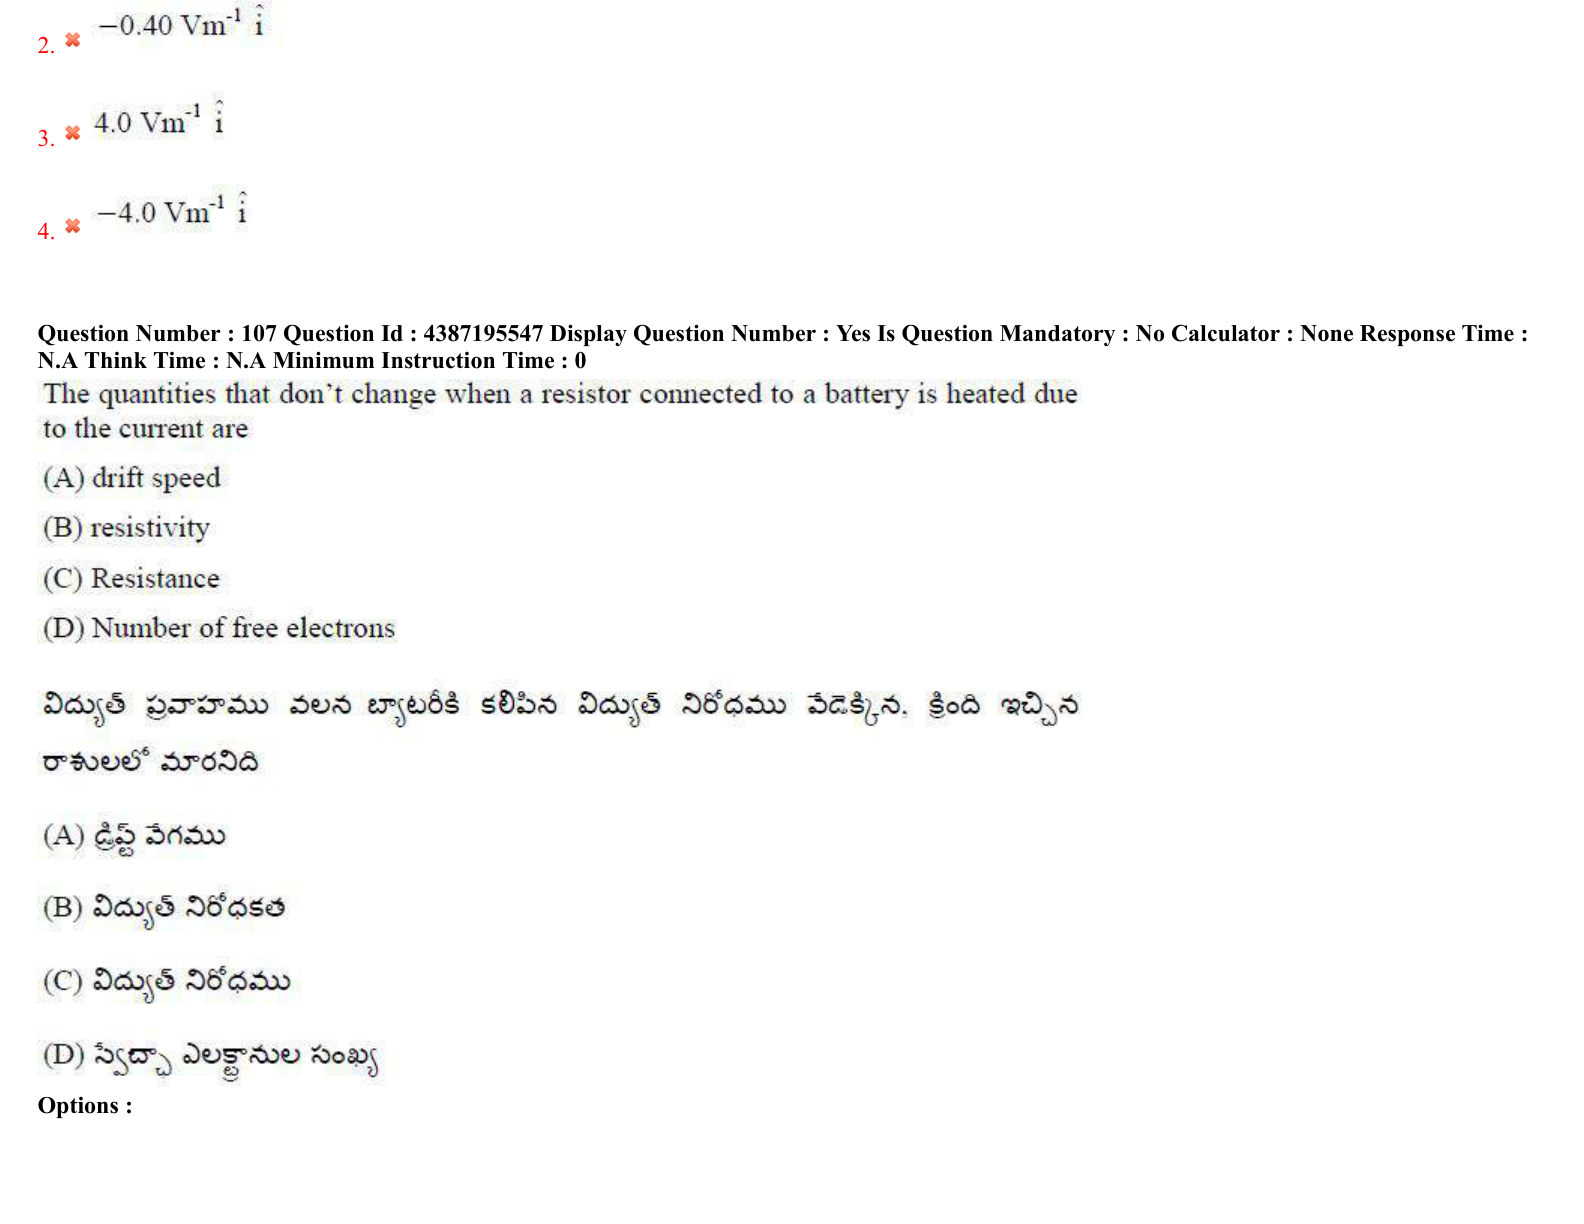 2. −0.40 Vm⁻¹ î
3. 4.0 Vm⁻¹ î
4. −4.0 Vm⁻¹ î
Question Number : 107 Question Id : 4387195547 Display Question Number : Yes Is Question Mandatory : No Calculator : None Response Time :
N.A Think Time : N.A Minimum Instruction Time : 0
The quantities that don’t change when a resistor connected to a battery is heated due
to the current are
(A) drift speed
(B) resistivity
(C) Resistance
(D) Number of free electrons
విద్యుత్ ప్రవాహము వలన బ్యాటరీకి కలిపిన విద్యుత్ నిరోధము వేడెక్కిన, క్రింది ఇచ్చిన
రాశులలో మారనిది
(A) డ్రిప్ట్ వేగము
(B) విద్యుత్ నిరోధకత
(C) విద్యుత్ నిరోధము
(D) స్వేచ్ఛా ఎలక్ట్రానుల సంఖ్య
Options :